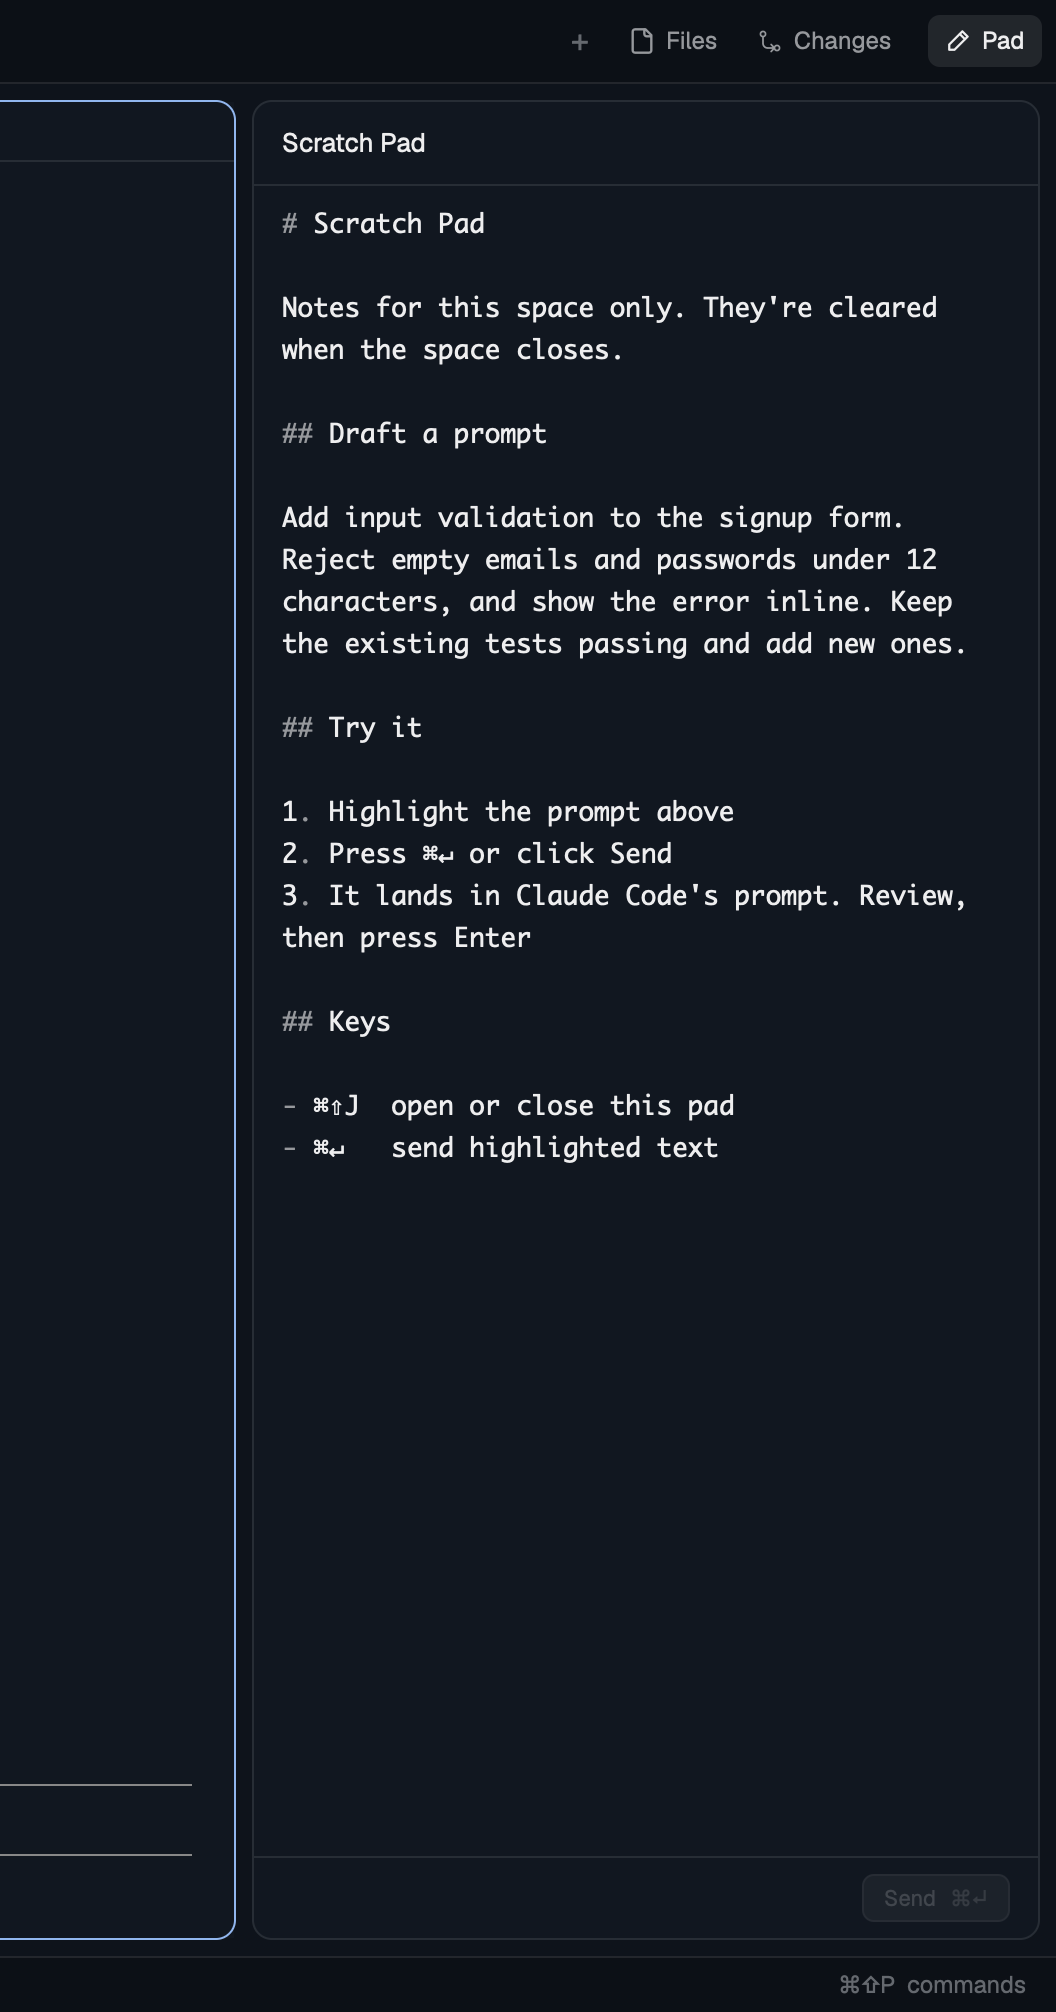 + Files Changes Pad
Scratch Pad
# Scratch Pad
Notes for this space only. They're cleared
when the space closes.
## Draft a prompt
Add input validation to the signup form.
Reject empty emails and passwords under 12
characters, and show the error inline. Keep
the existing tests passing and add new ones.
## Try it
1. Highlight the prompt above
2. Press ⌘↵ or click Send
3. It lands in Claude Code's prompt. Review,
then press Enter
## Keys
- ⌘⇧J  open or close this pad
- ⌘↵   send highlighted text
Send ⌘↵
⌘⇧P commands